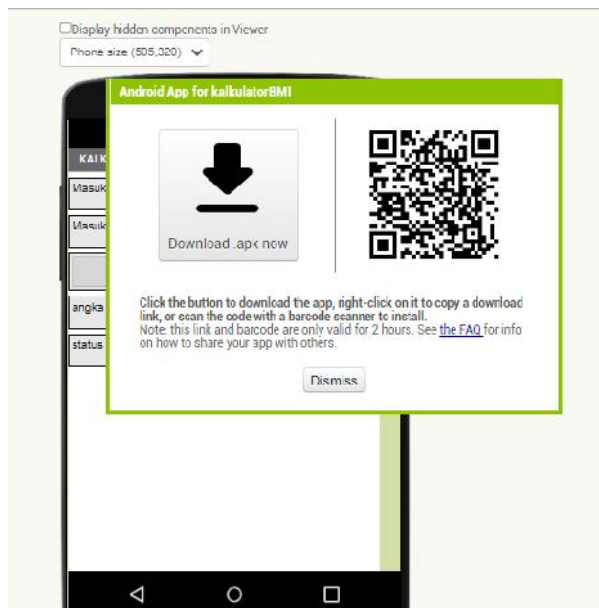 Display hidden components in Viewer
Phone size (505,320)
Android App for kalkulatorBMI
KALK
Masuk
Masuk
angka
status
Download .apk now
Click the button to download the app, right-click on it to copy a download
link, or scan the code with a barcode scanner to install.
Note: this link and barcode are only valid for 2 hours. See the FAQ for info
on how to share your app with others.
Dismiss